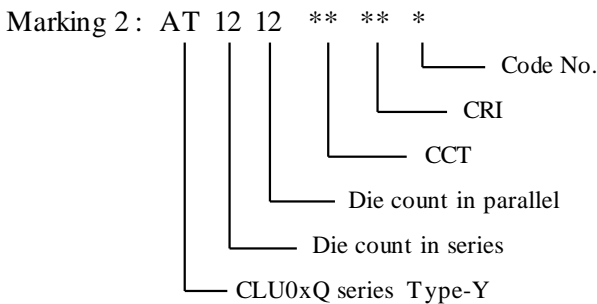 Marking 2 : AT 12 12 ** ** *
Code No.
CRI
CCT
Die count in parallel
Die count in series
CLU0xQ series Type-Y